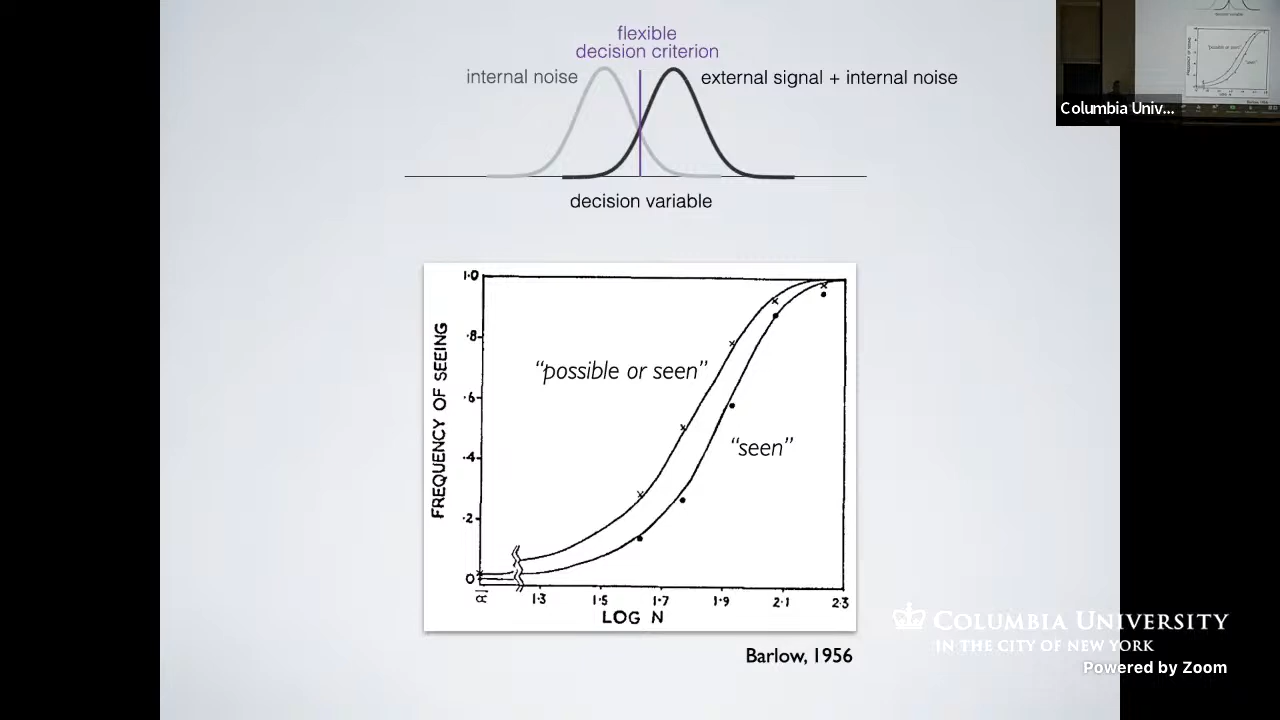 flexible
decision criterion
internal noise
external signal + internal noise
decision variable
Columbia Univ...
1.0
.8
.6
.4
.2
0
FREQUENCY OF SEEING
"possible or seen"
"seen"
1.3 1.5 1.7 1.9 2.1 2.3
LOG N
Barlow, 1956
COLUMBIA UNIVERSITY
IN THE CITY OF NEW YORK
Powered by Zoom